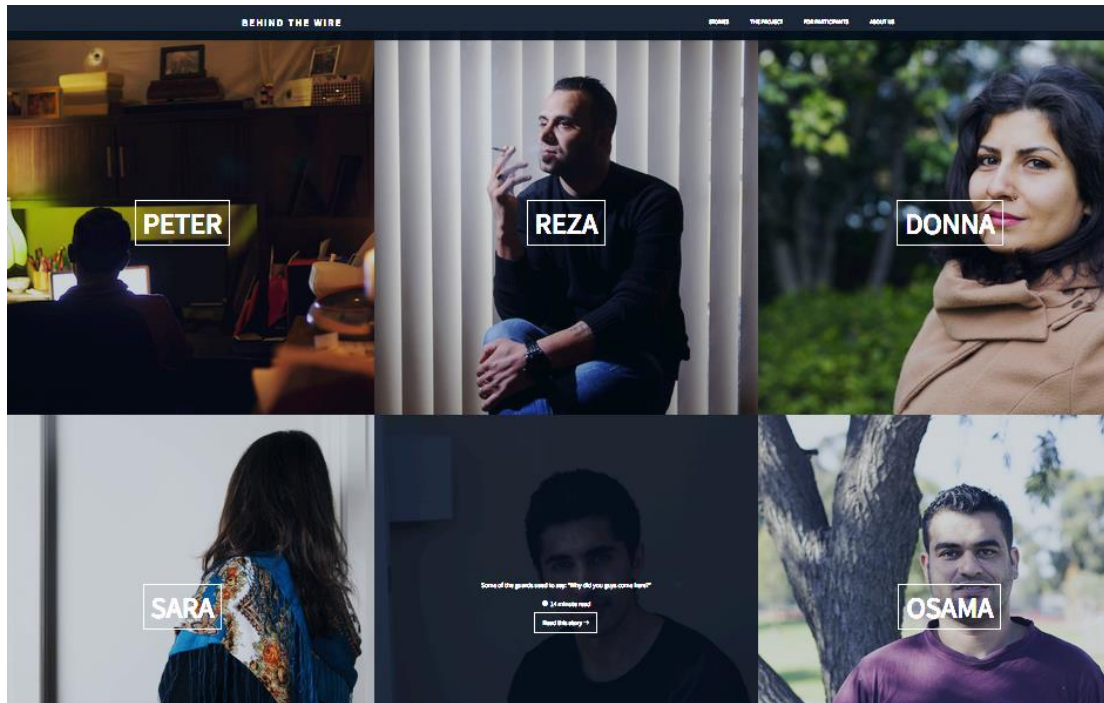 BEHIND THE WIRE
STORIES THE PROJECT FOR PARTICIPANTS ABOUT US
PETER
REZA
DONNA
SARA
Some of the guards used to say: "Why did you guys come here?"
14 minute read
Read this story →
OSAMA